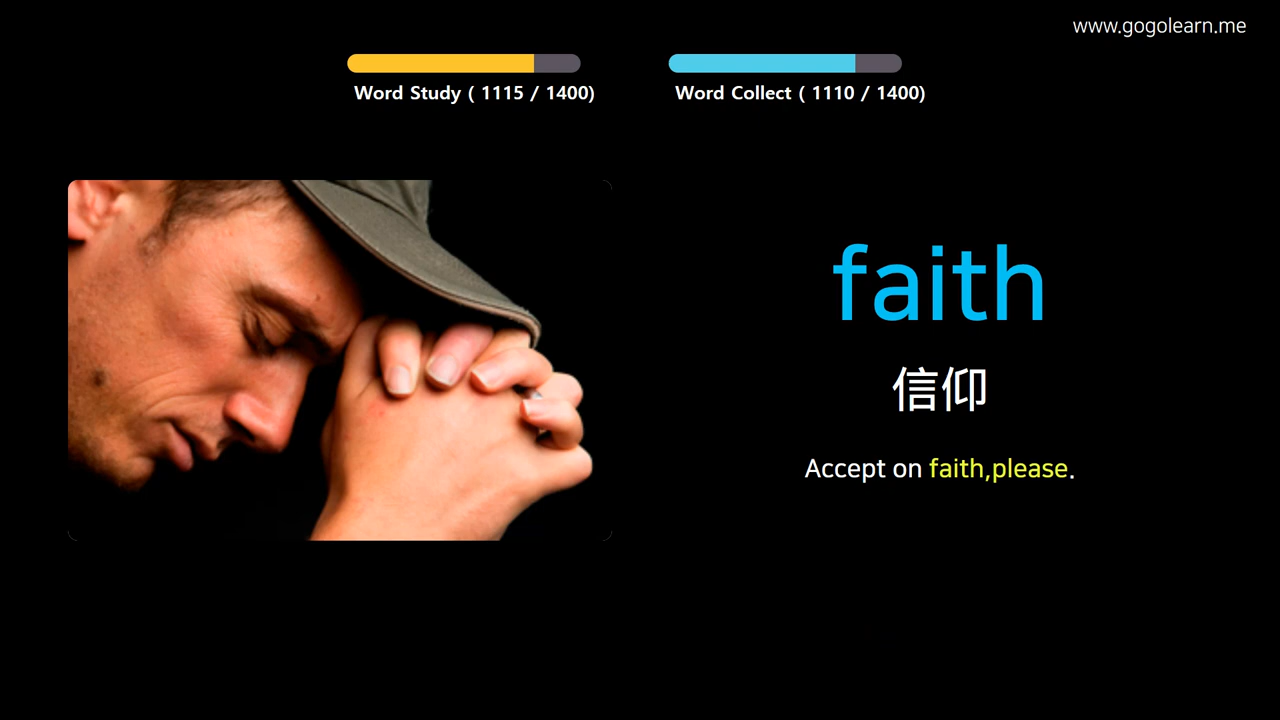 www.gogolearn.me
Word Study ( 1115 / 1400)
Word Collect ( 1110 / 1400)
faith
信仰
Accept on faith,please.